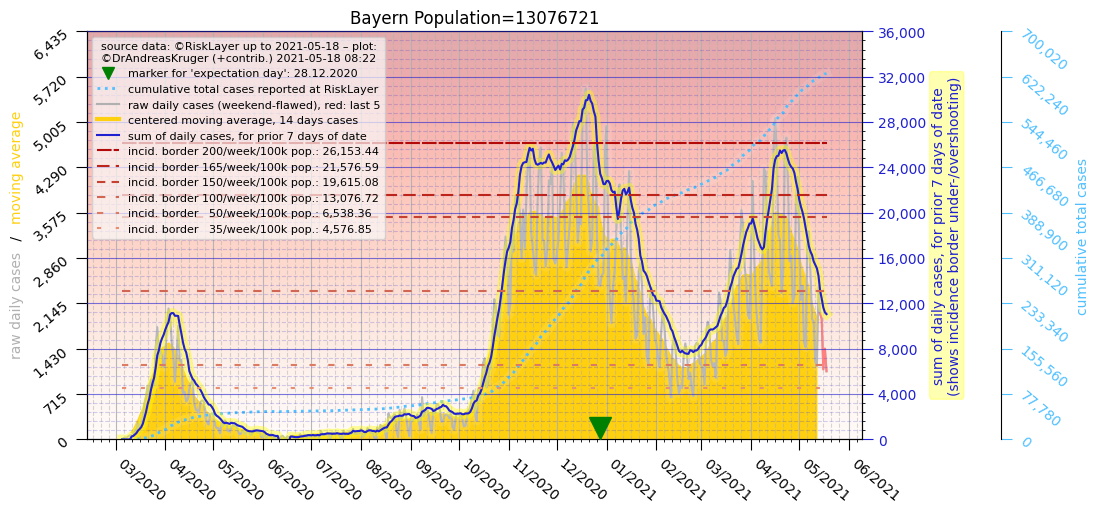 Bayern Population=13076721
source data: ©RiskLayer up to 2021-05-18 – plot:
©DrAndreasKruger (+contrib.) 2021-05-18 08:22
marker for 'expectation day': 28.12.2020
cumulative total cases reported at RiskLayer
raw daily cases (weekend-flawed), red: last 5
centered moving average, 14 days cases
sum of daily cases, for prior 7 days of date
incid. border 200/week/100k pop.: 26,153.44
incid. border 165/week/100k pop.: 21,576.59
incid. border 150/week/100k pop.: 19,615.08
incid. border 100/week/100k pop.: 13,076.72
incid. border 50/week/100k pop.: 6,538.36
incid. border 35/week/100k pop.: 4,576.85
raw daily cases / moving average
6,435
5,720
5,005
4,290
3,575
2,860
2,145
1,430
715
0
03/2020
04/2020
05/2020
06/2020
07/2020
08/2020
09/2020
10/2020
11/2020
12/2020
01/2021
02/2021
03/2021
04/2021
05/2021
06/2021
36,000
32,000
28,000
24,000
20,000
16,000
12,000
8,000
4,000
0
sum of daily cases, for prior 7 days of date
(shows incidence border under-/overshooting)
700,020
622,240
544,460
466,680
388,900
311,120
233,340
155,560
77,780
0
cumulative total cases